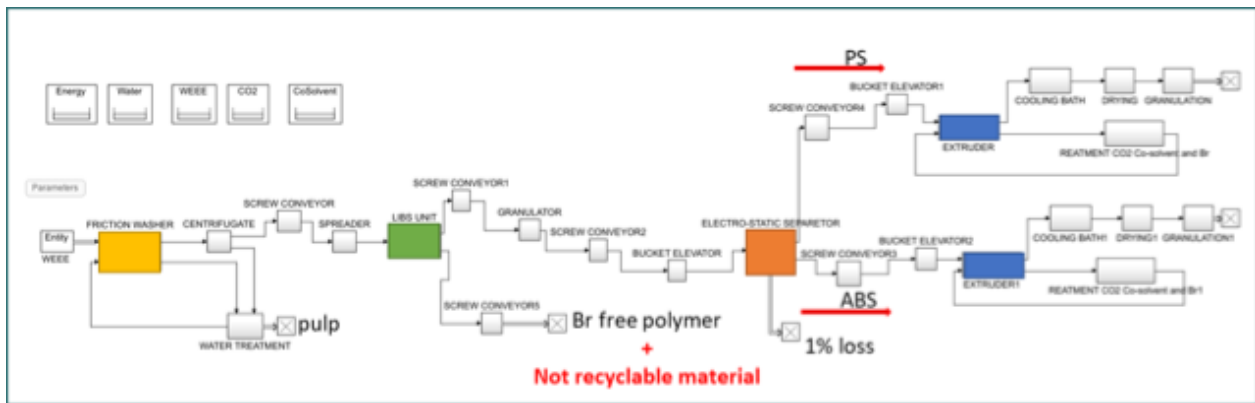 PS
Energy
Water
WEEE
CO2
CoSolvent
BUCKET ELEVATOR1
COOLING BATH
DRYING
GRANULATION
SCREW CONVEYOR4
EXTRUDER
REATMENT CO2 Co-solvent and Br
Parameters
SCREW CONVEYOR1
SCREW CONVEYOR
FRICTION WASHER
CENTRIFUGATE
SPREADER
LIBS UNIT
GRANULATOR
SCREW CONVEYOR2
BUCKET ELEVATOR
ELECTRO-STATIC SEPARETOR
SCREW CONVEYOR3
BUCKET ELEVATOR2
COOLING BATH1
DRYING1
GRANULATION1
Entity
WEEE
EXTRUDER1
REATMENT CO2 Co-solvent and Br1
ABS
SCREW CONVEYOR5
pulp
WATER TREATMENT
Br free polymer
1% loss
+
Not recyclable material